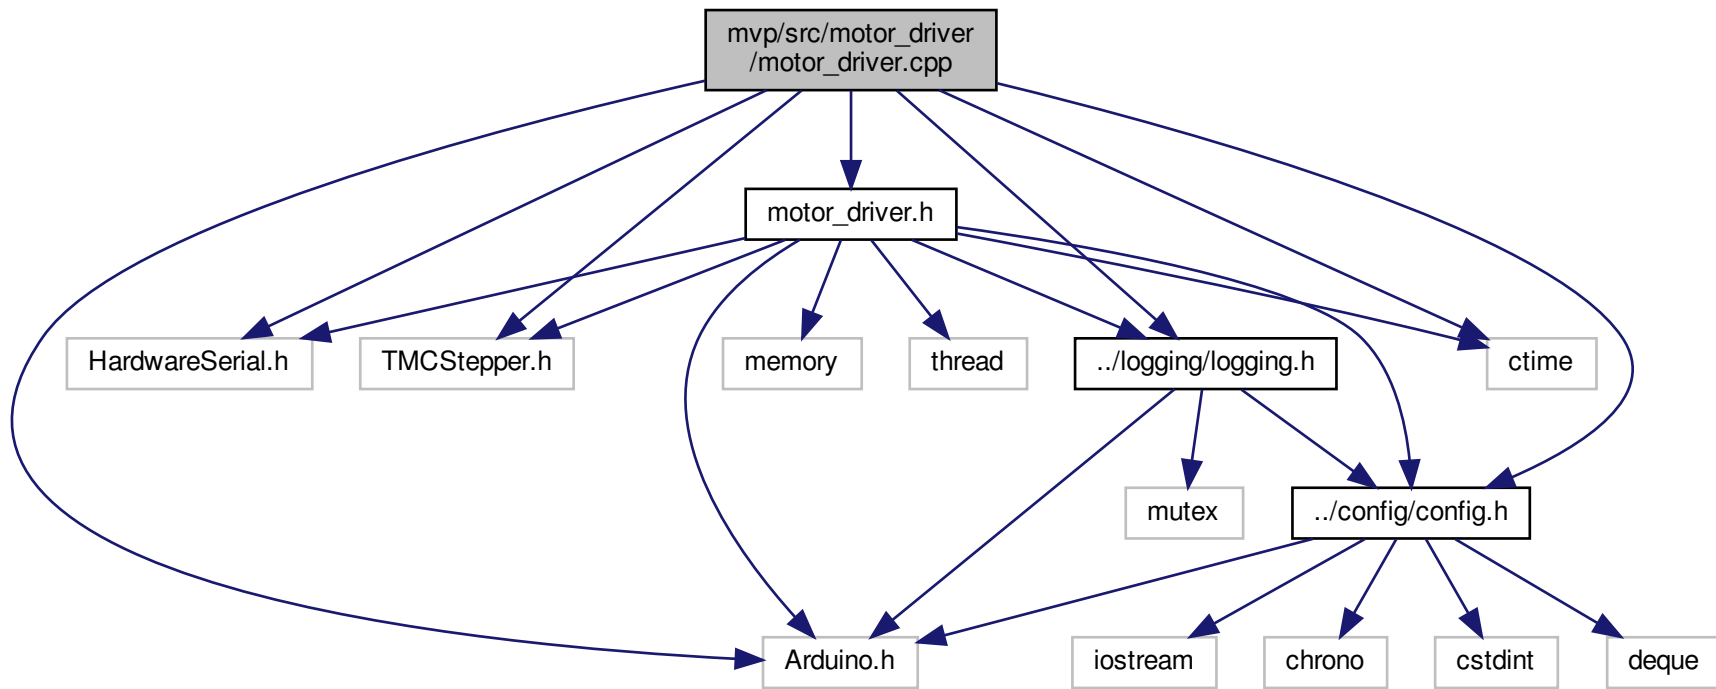 mvp/src/motor_driver
/motor_driver.cpp
motor_driver.h
HardwareSerial.h
TMCStepper.h
memory
thread
../logging/logging.h
ctime
mutex
../config/config.h
Arduino.h
iostream
chrono
cstdint
deque